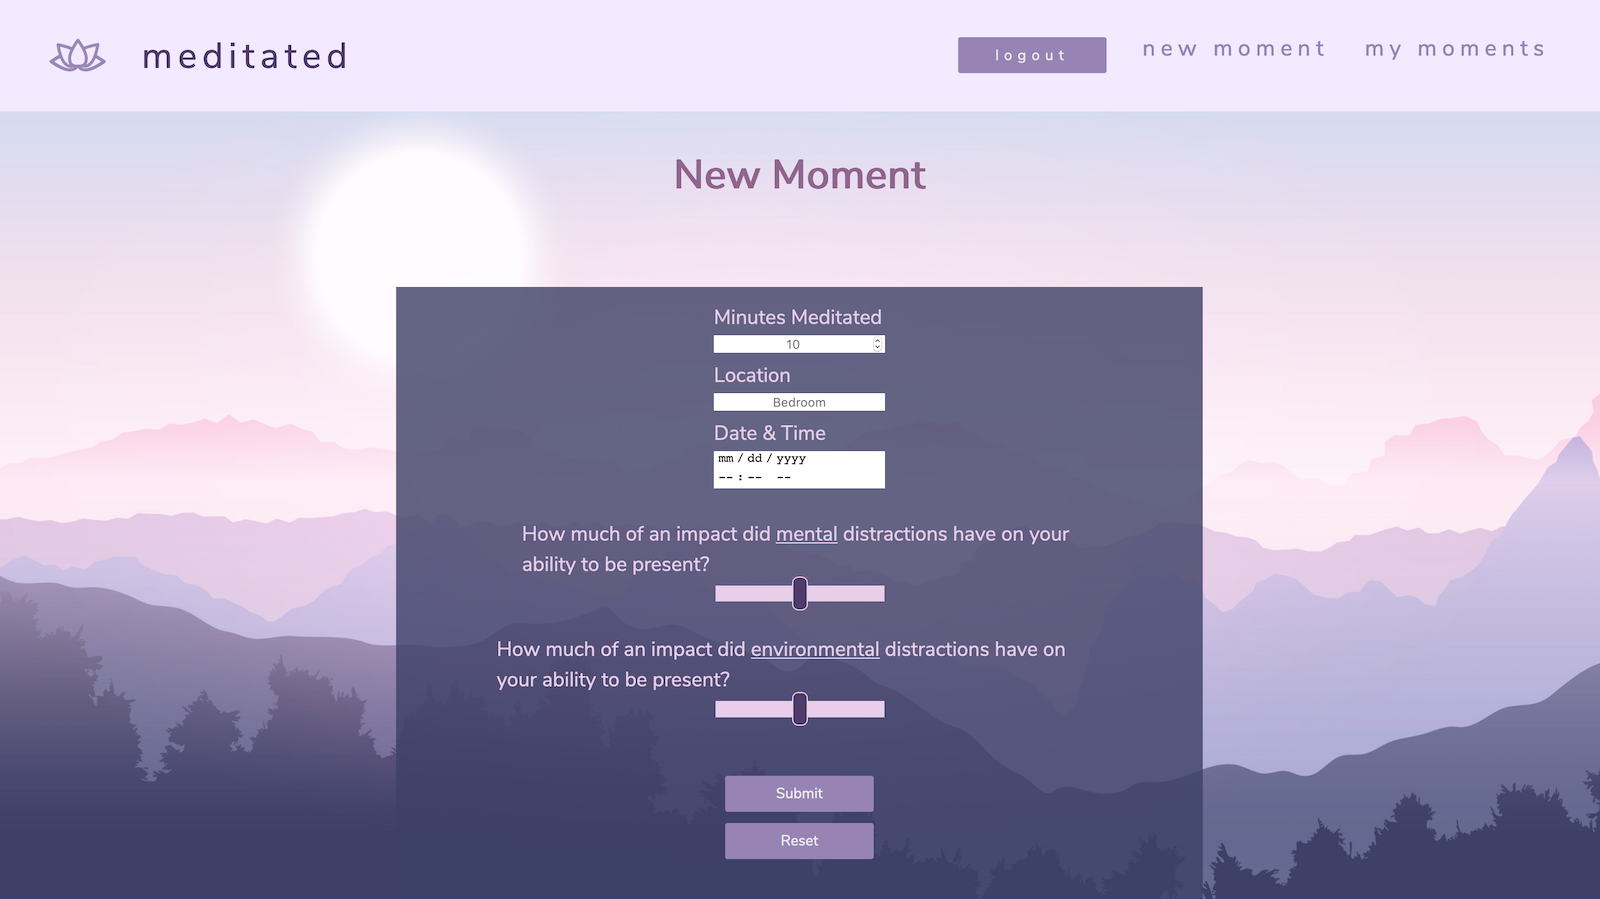 meditated
logout
new moment
my moments
New Moment
Minutes Meditated
10
Location
Bedroom
Date & Time
mm / dd / yyyy
-- : -- --
How much of an impact did mental distractions have on your
ability to be present?
How much of an impact did environmental distractions have on
your ability to be present?
Submit
Reset